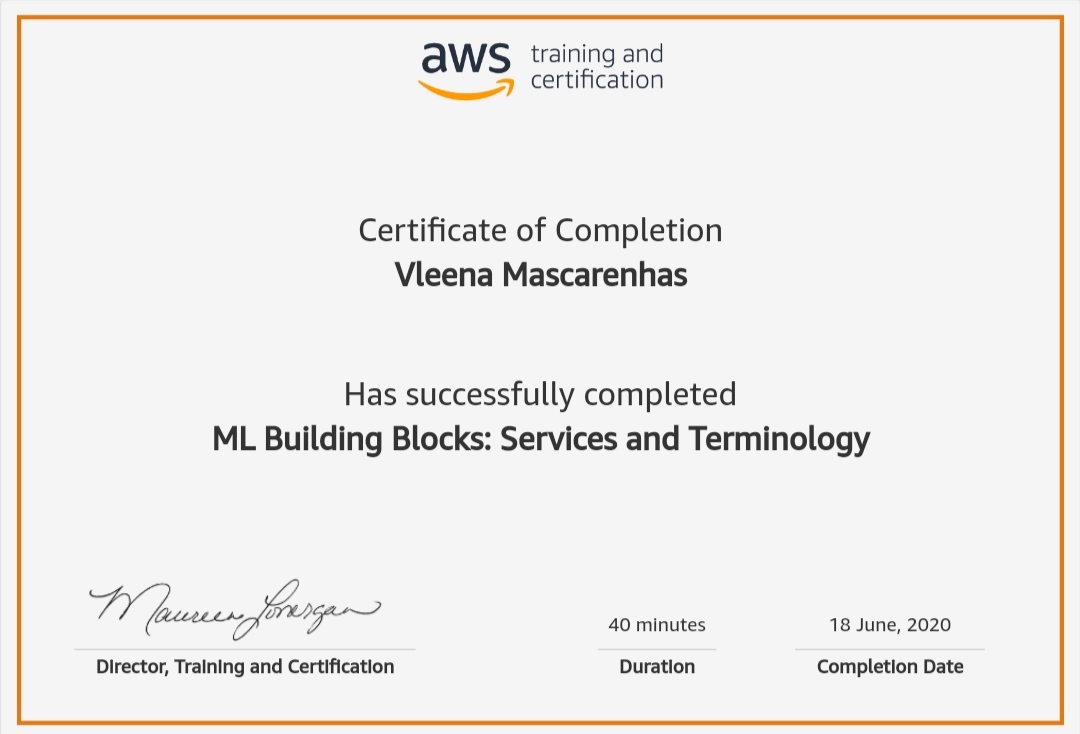 aws training and
certification
Certificate of Completion
Vleena Mascarenhas
Has successfully completed
ML Building Blocks: Services and Terminology
Maureen Lonergan
Director, Training and Certification
40 minutes
Duration
18 June, 2020
Completion Date